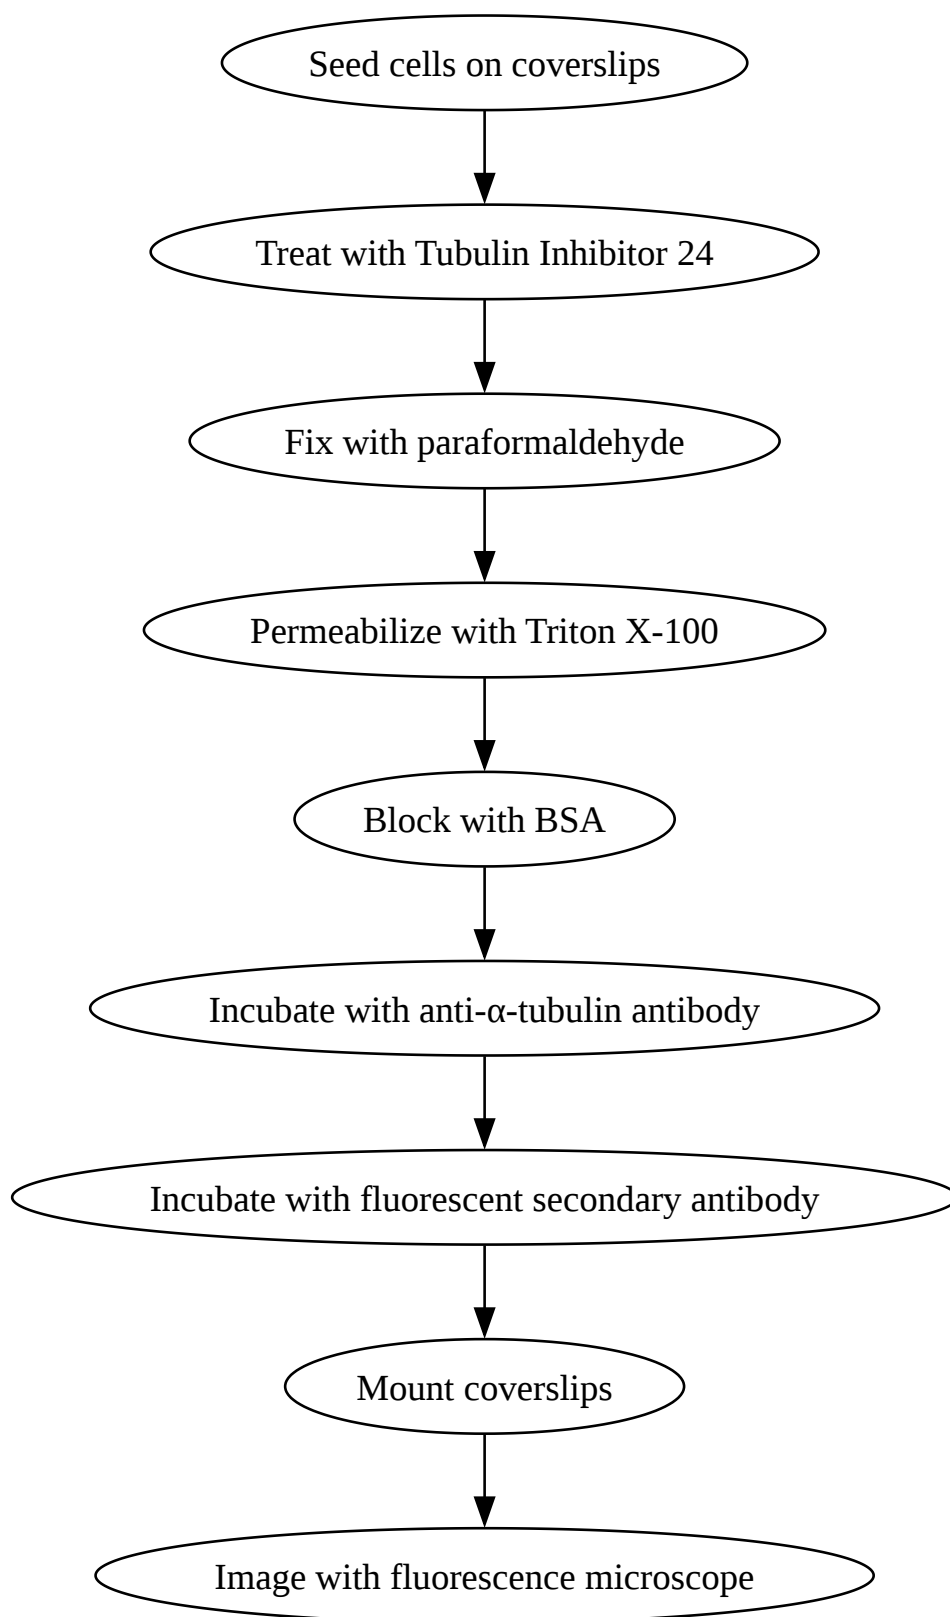 Seed cells on coverslips
Treat with Tubulin Inhibitor 24
Fix with paraformaldehyde
Permeabilize with Triton X-100
Block with BSA
Incubate with anti-α-tubulin antibody
Incubate with fluorescent secondary antibody
Mount coverslips
Image with fluorescence microscope